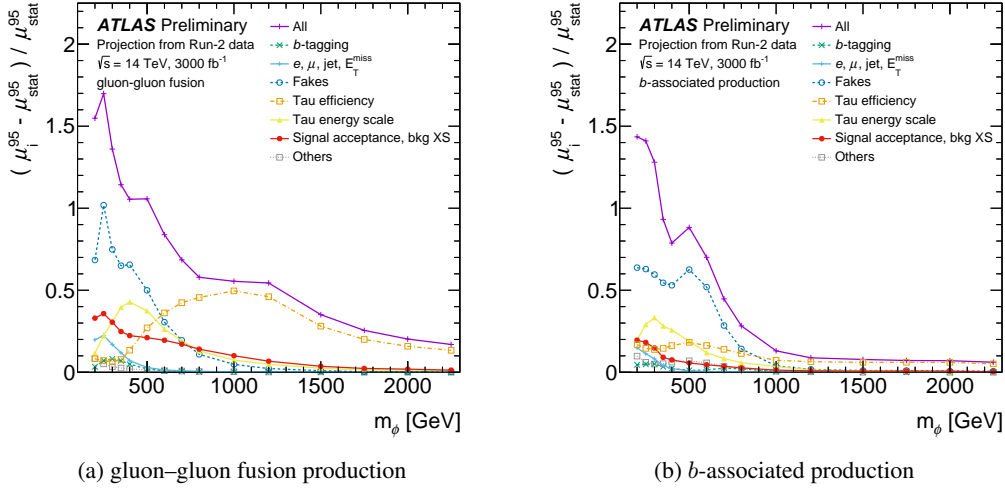 ATLAS Preliminary
Projection from Run-2 data
√s = 14 TeV, 3000 fb⁻¹
gluon-gluon fusion
All
b-tagging
e, μ, jet, E_T^miss
Fakes
Tau efficiency
Tau energy scale
Signal acceptance, bkg XS
Others
( μ_i^95 - μ_stat^95 ) / μ_stat^95
2
1.5
1
0.5
0
500 1000 1500 2000
m_ϕ [GeV]
(a) gluon–gluon fusion production
ATLAS Preliminary
Projection from Run-2 data
√s = 14 TeV, 3000 fb⁻¹
b-associated production
All
b-tagging
e, μ, jet, E_T^miss
Fakes
Tau efficiency
Tau energy scale
Signal acceptance, bkg XS
Others
( μ_i^95 - μ_stat^95 ) / μ_stat^95
2
1.5
1
0.5
0
500 1000 1500 2000
m_ϕ [GeV]
(b) b-associated production